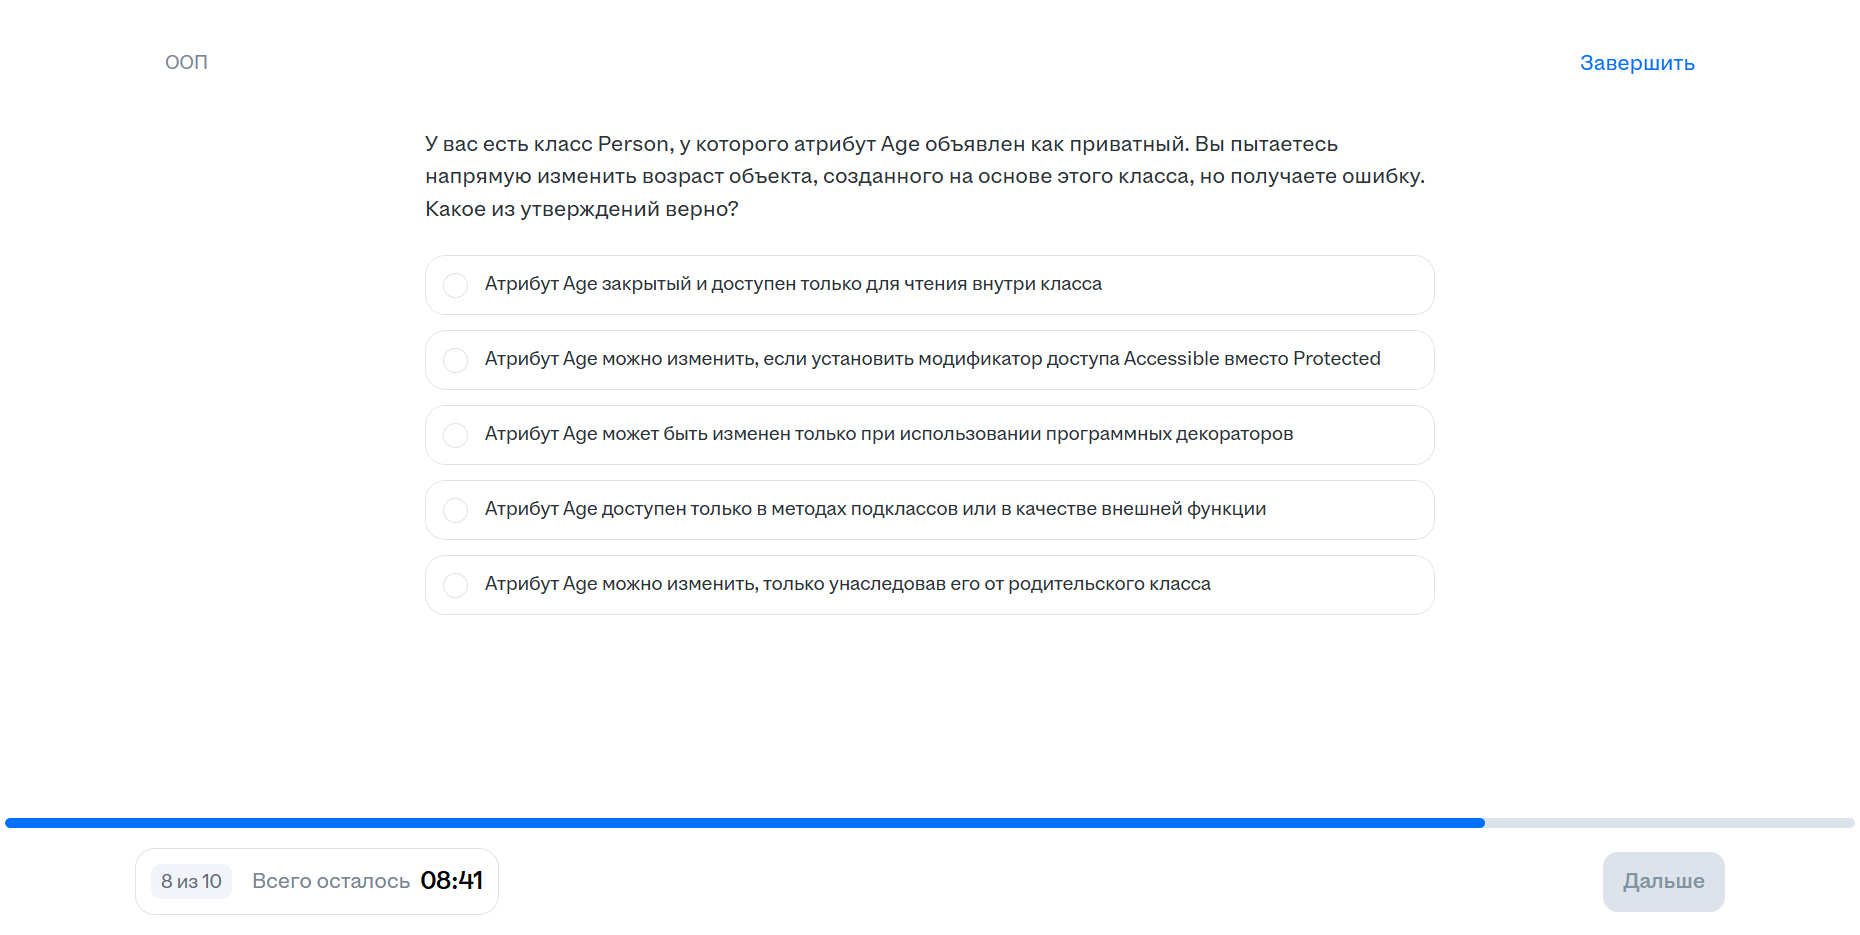 ООП
Завершить
У вас есть класс Person, у которого атрибут Age объявлен как приватный. Вы пытаетесь
напрямую изменить возраст объекта, созданного на основе этого класса, но получаете ошибку.
Какое из утверждений верно?
Атрибут Age закрытый и доступен только для чтения внутри класса
Атрибут Age можно изменить, если установить модификатор доступа Accessible вместо Protected
Атрибут Age может быть изменен только при использовании программных декораторов
Атрибут Age доступен только в методах подклассов или в качестве внешней функции
Атрибут Age можно изменить, только унаследовав его от родительского класса
8 из 10 Всего осталось 08:41
Дальше